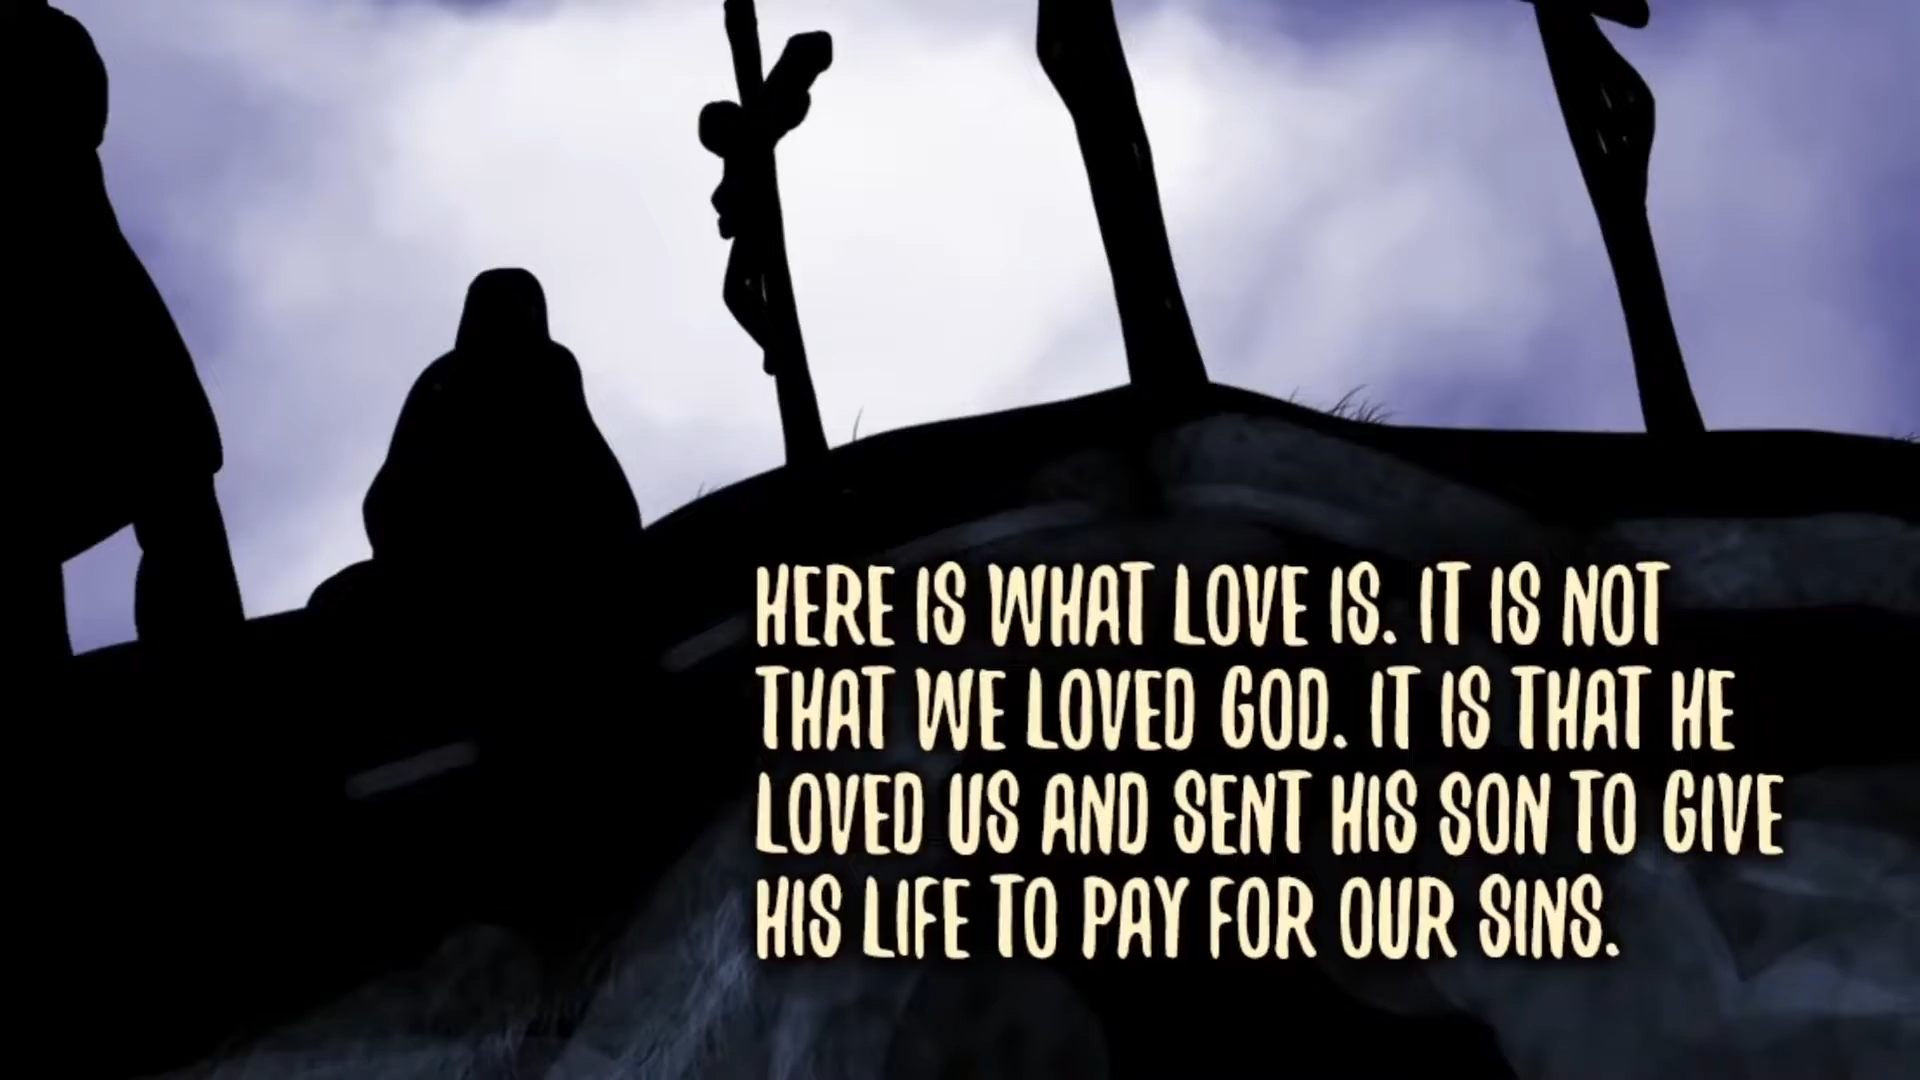 HERE IS WHAT LOVE IS. IT IS NOT
THAT WE LOVED GOD. IT IS THAT HE
LOVED US AND SENT HIS SON TO GIVE
HIS LIFE TO PAY FOR OUR SINS.